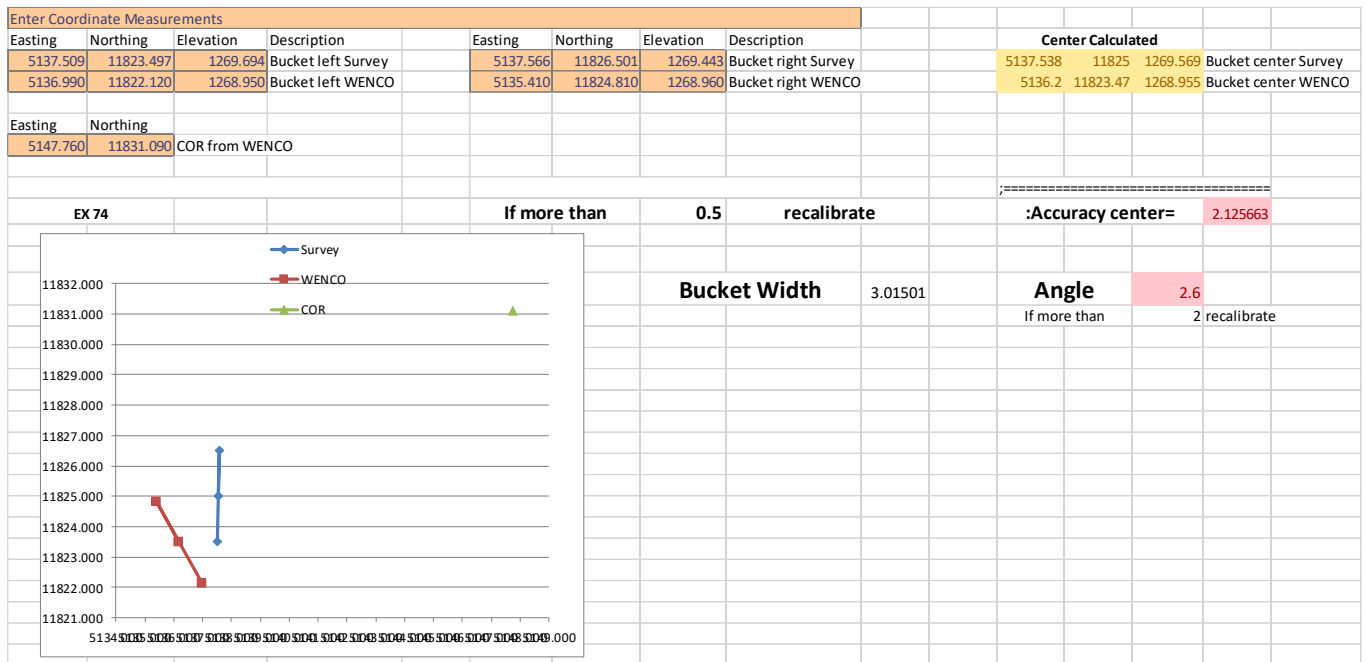 Enter Coordinate Measurements
Easting Northing Elevation Description Easting Northing Elevation Description Center Calculated
5137.509 11823.497 1269.694 Bucket left Survey 5137.566 11826.501 1269.443 Bucket right Survey 5137.538 11825 1269.569 Bucket center Survey
5136.990 11822.120 1268.950 Bucket left WENCO 5135.410 11824.810 1268.960 Bucket right WENCO 5136.2 11823.47 1268.955 Bucket center WENCO
Easting Northing
5147.760 11831.090 COR from WENCO
;====================================
EX 74 If more than 0.5 recalibrate :Accuracy center= 2.125663
Survey
WENCO
COR
Bucket Width 3.01501 Angle 2.6
If more than 2 recalibrate
11832.000
11831.000
11830.000
11829.000
11828.000
11827.000
11826.000
11825.000
11824.000
11823.000
11822.000
11821.000